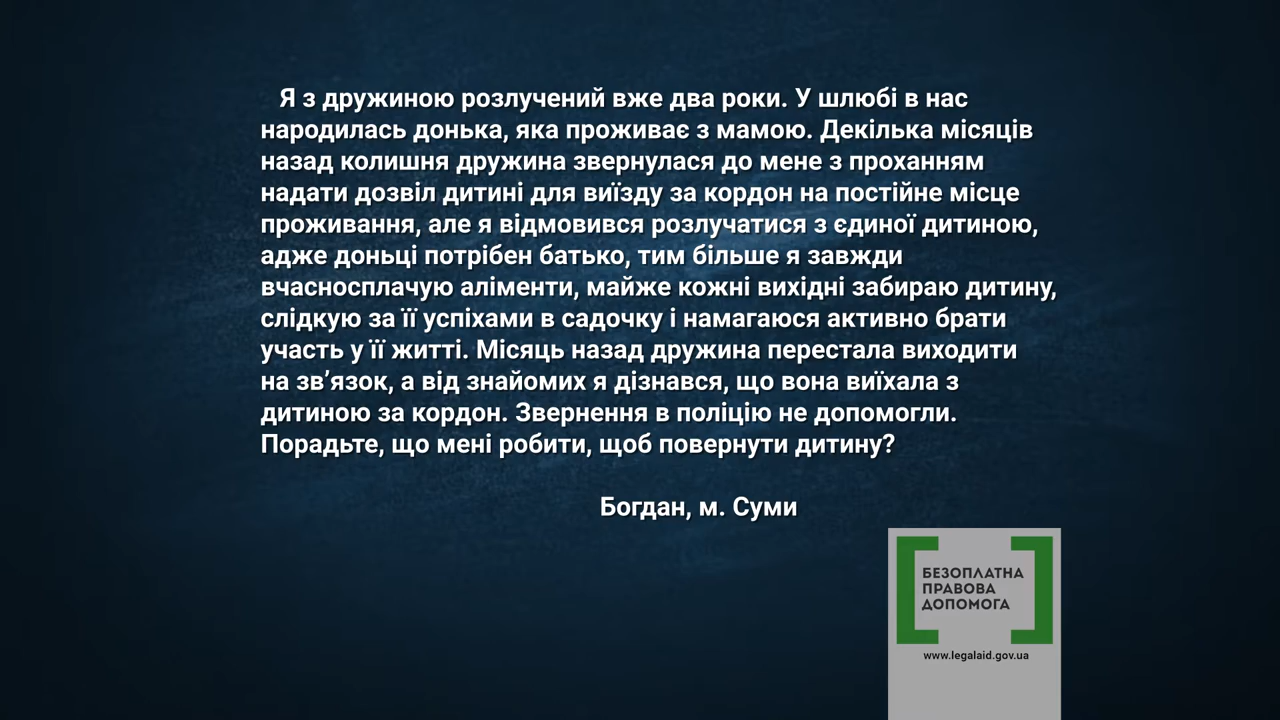 Я з дружиною розлучений вже два роки. У шлюбі в нас
народилась донька, яка проживає з мамою. Декілька місяців
назад колишня дружина звернулася до мене з проханням
надати дозвіл дитині для виїзду за кордон на постійне місце
проживання, але я відмовився розлучатися з єдиної дитиною,
адже доньці потрібен батько, тим більше я завжди
вчасносплачую аліменти, майже кожні вихідні забираю дитину,
слідкую за її успіхами в садочку і намагаюся активно брати
участь у її житті. Місяць назад дружина перестала виходити
на зв’язок, а від знайомих я дізнався, що вона виїхала з
дитиною за кордон. Звернення в поліцію не допомогли.
Порадьте, що мені робити, щоб повернути дитину?
Богдан, м. Суми
БЕЗОПЛАТНА
ПРАВОВА
ДОПОМОГА
www.legalaid.gov.ua